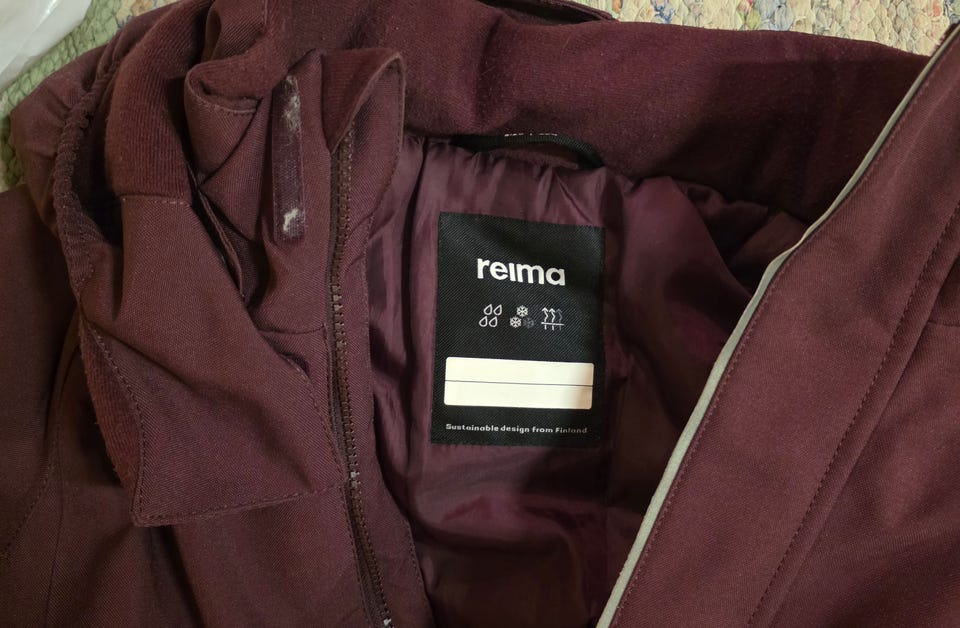 reima
Sustainable design from Finland